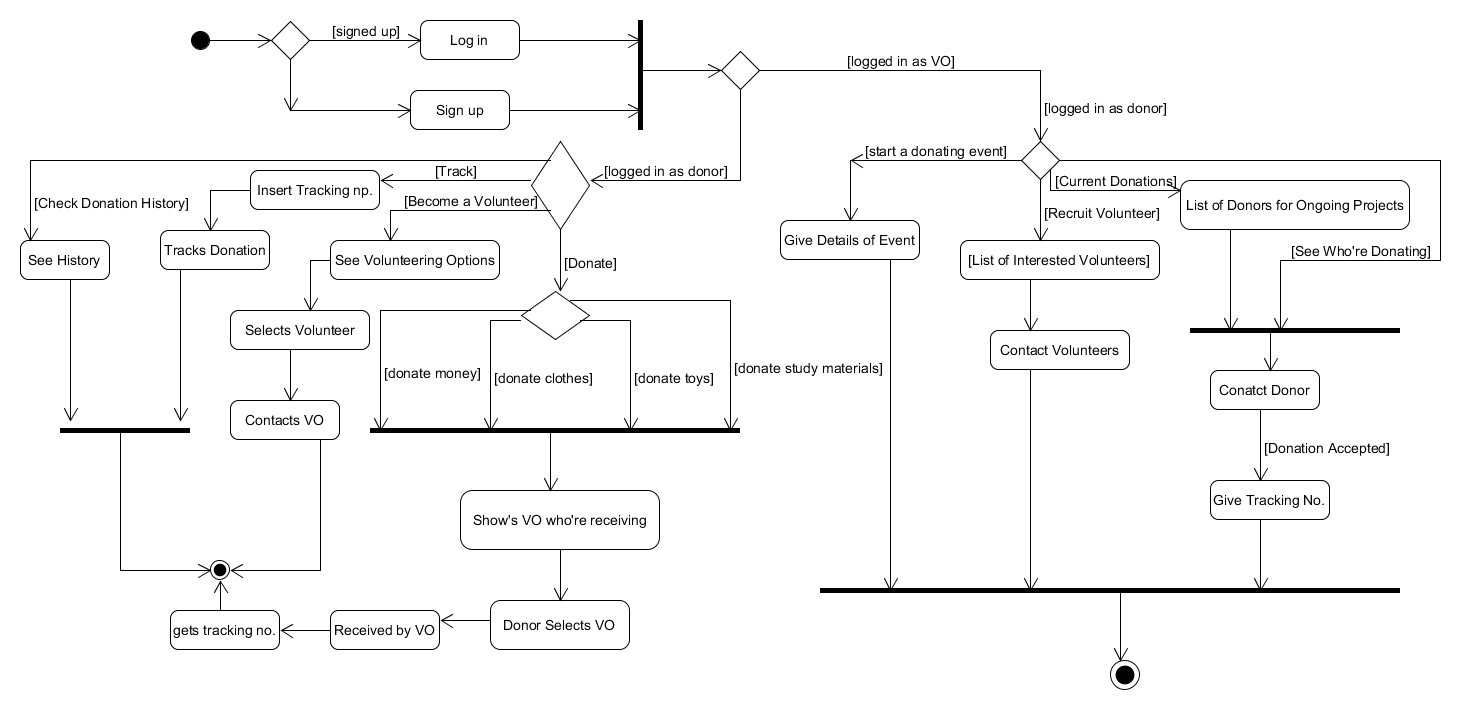 [signed up]
Log in
Sign up
[logged in as VO]
[logged in as donor]
[logged in as donor]
[start a donating event]
[Track]
[Current Donations]
Insert Tracking np.
[Become a Volunteer]
[Check Donation History]
List of Donors for Ongoing Projects
[Recruit Volunteer]
See History
Tracks Donation
See Volunteering Options
[Donate]
Give Details of Event
[List of Interested Volunteers]
[See Who're Donating]
Selects Volunteer
Contact Volunteers
[donate money]
[donate clothes]
[donate toys]
[donate study materials]
Conatct Donor
Contacts VO
[Donation Accepted]
Give Tracking No.
Show's VO who're receiving
gets tracking no.
Received by VO
Donor Selects VO